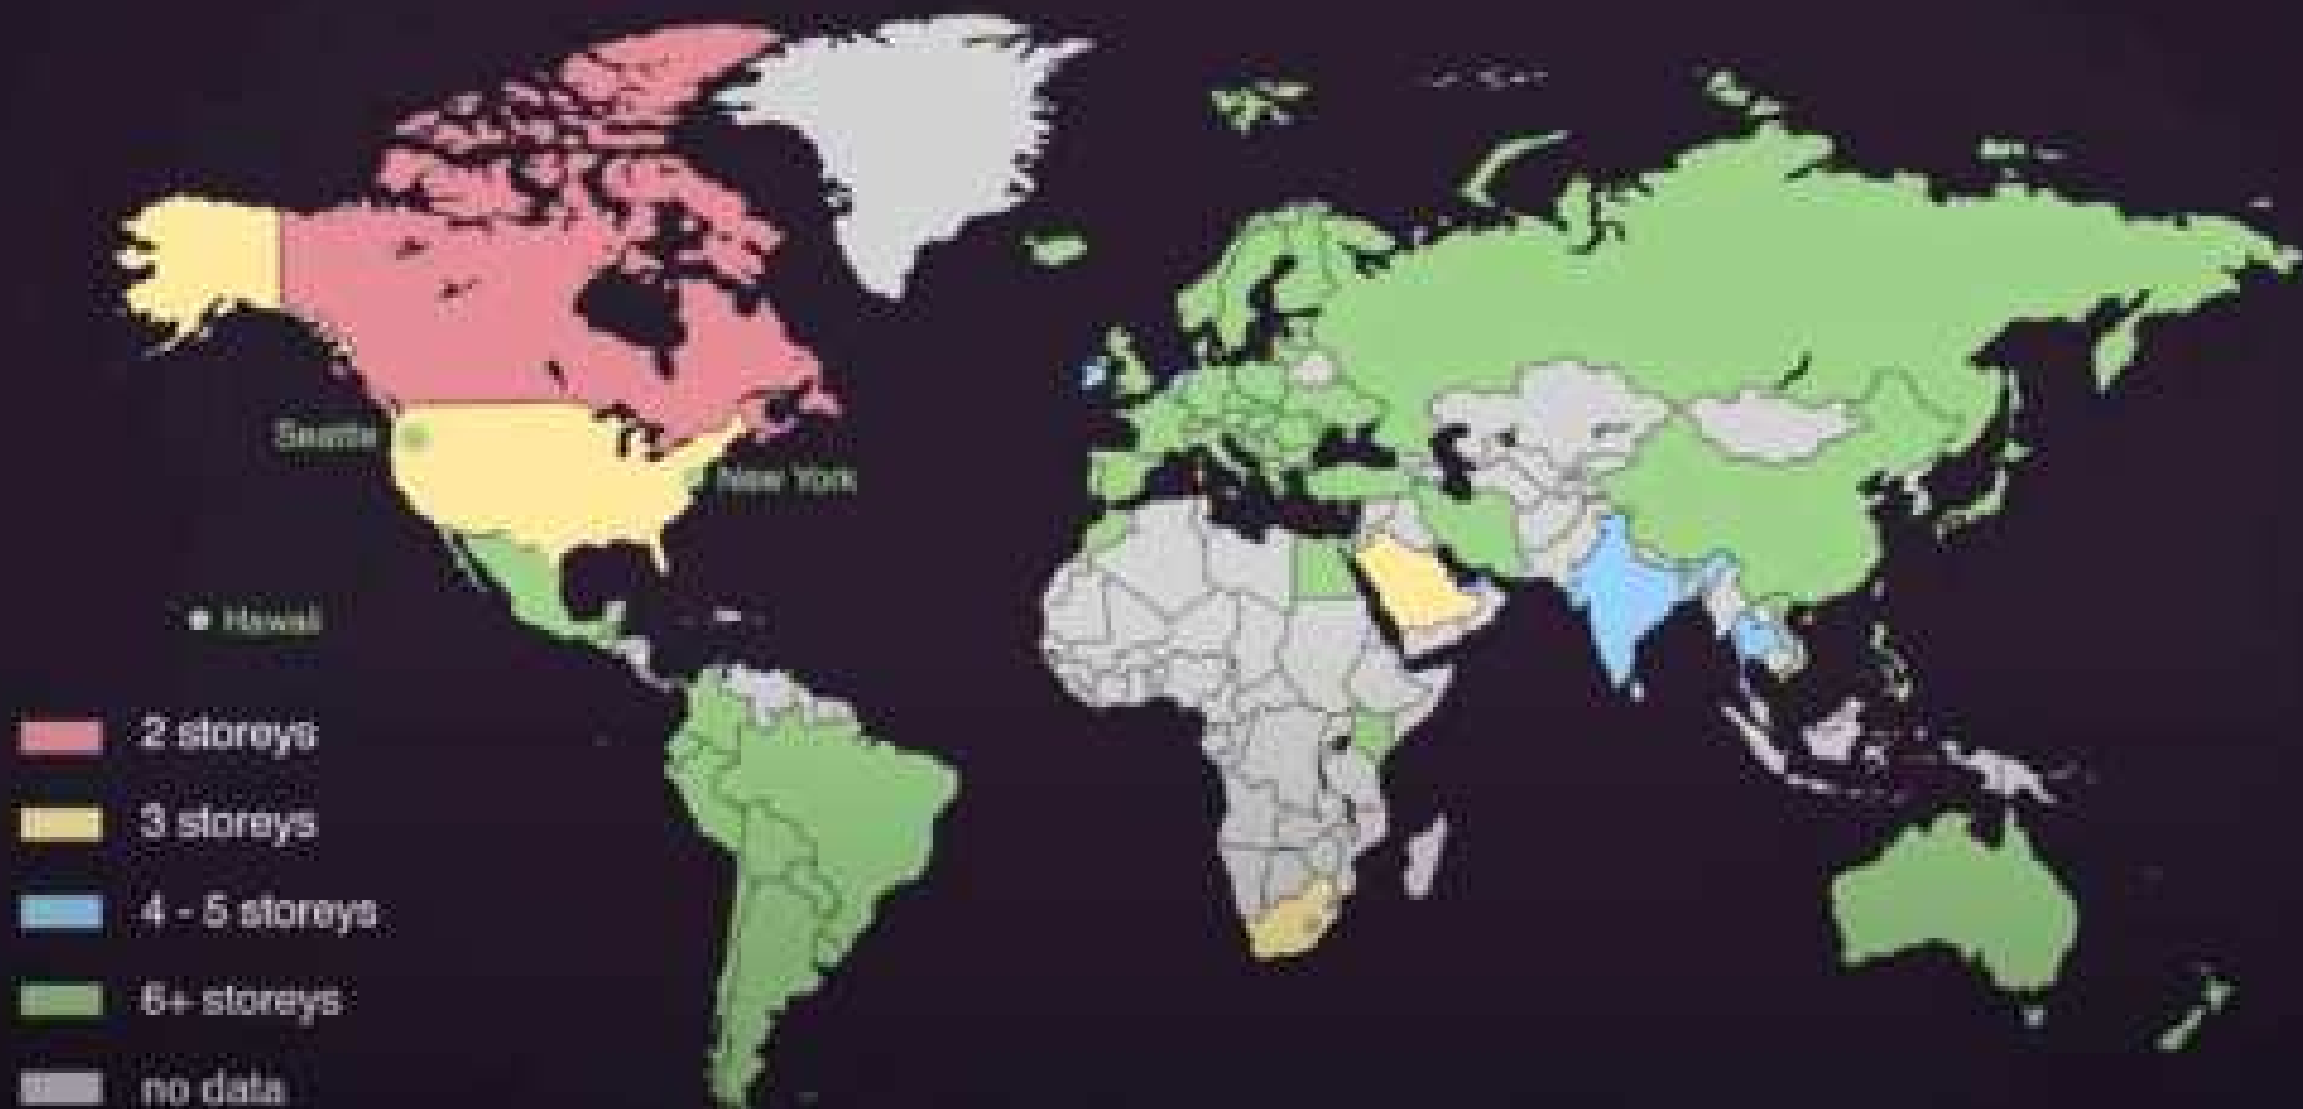 Seattle
New York
Hawaii
2 storeys
3 storeys
4 - 5 storeys
6+ storeys
no data